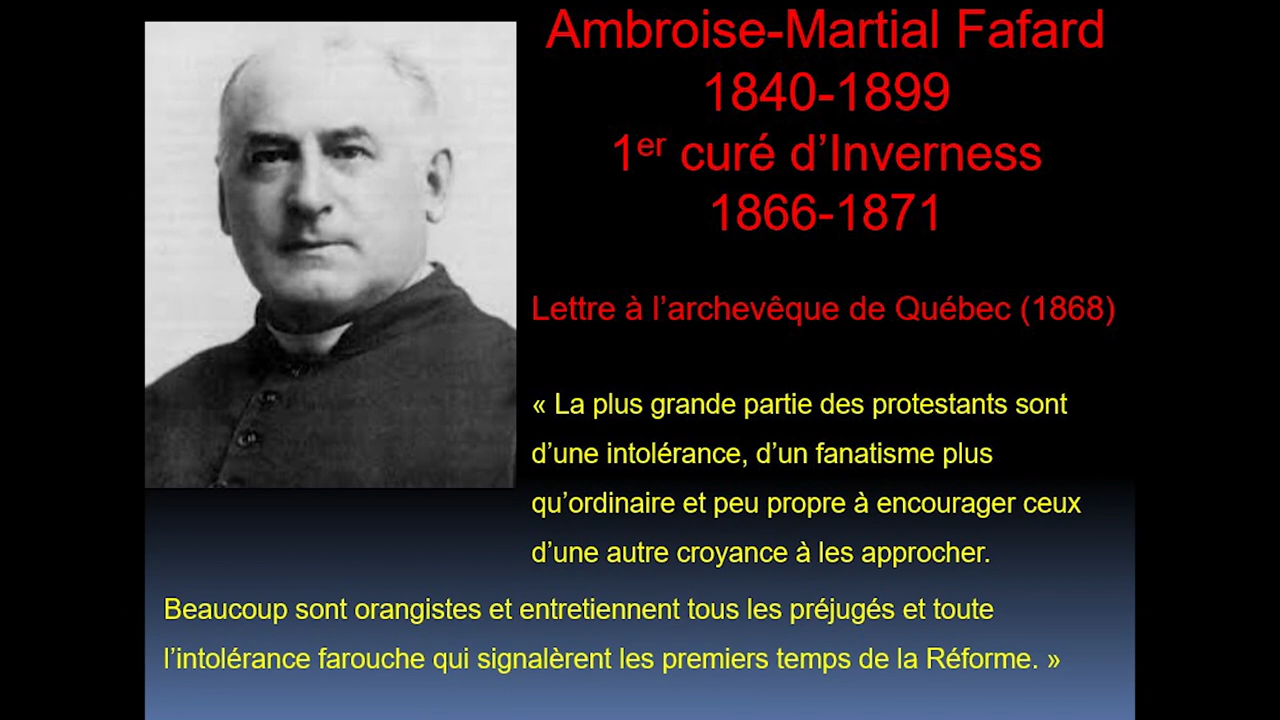 Ambroise-Martial Fafard
1840-1899
1er curé d’Inverness
1866-1871
Lettre à l’archevêque de Québec (1868)
« La plus grande partie des protestants sont
d’une intolérance, d’un fanatisme plus
qu’ordinaire et peu propre à encourager ceux
d’une autre croyance à les approcher.
Beaucoup sont orangistes et entretiennent tous les préjugés et toute
l’intolérance farouche qui signalèrent les premiers temps de la Réforme. »